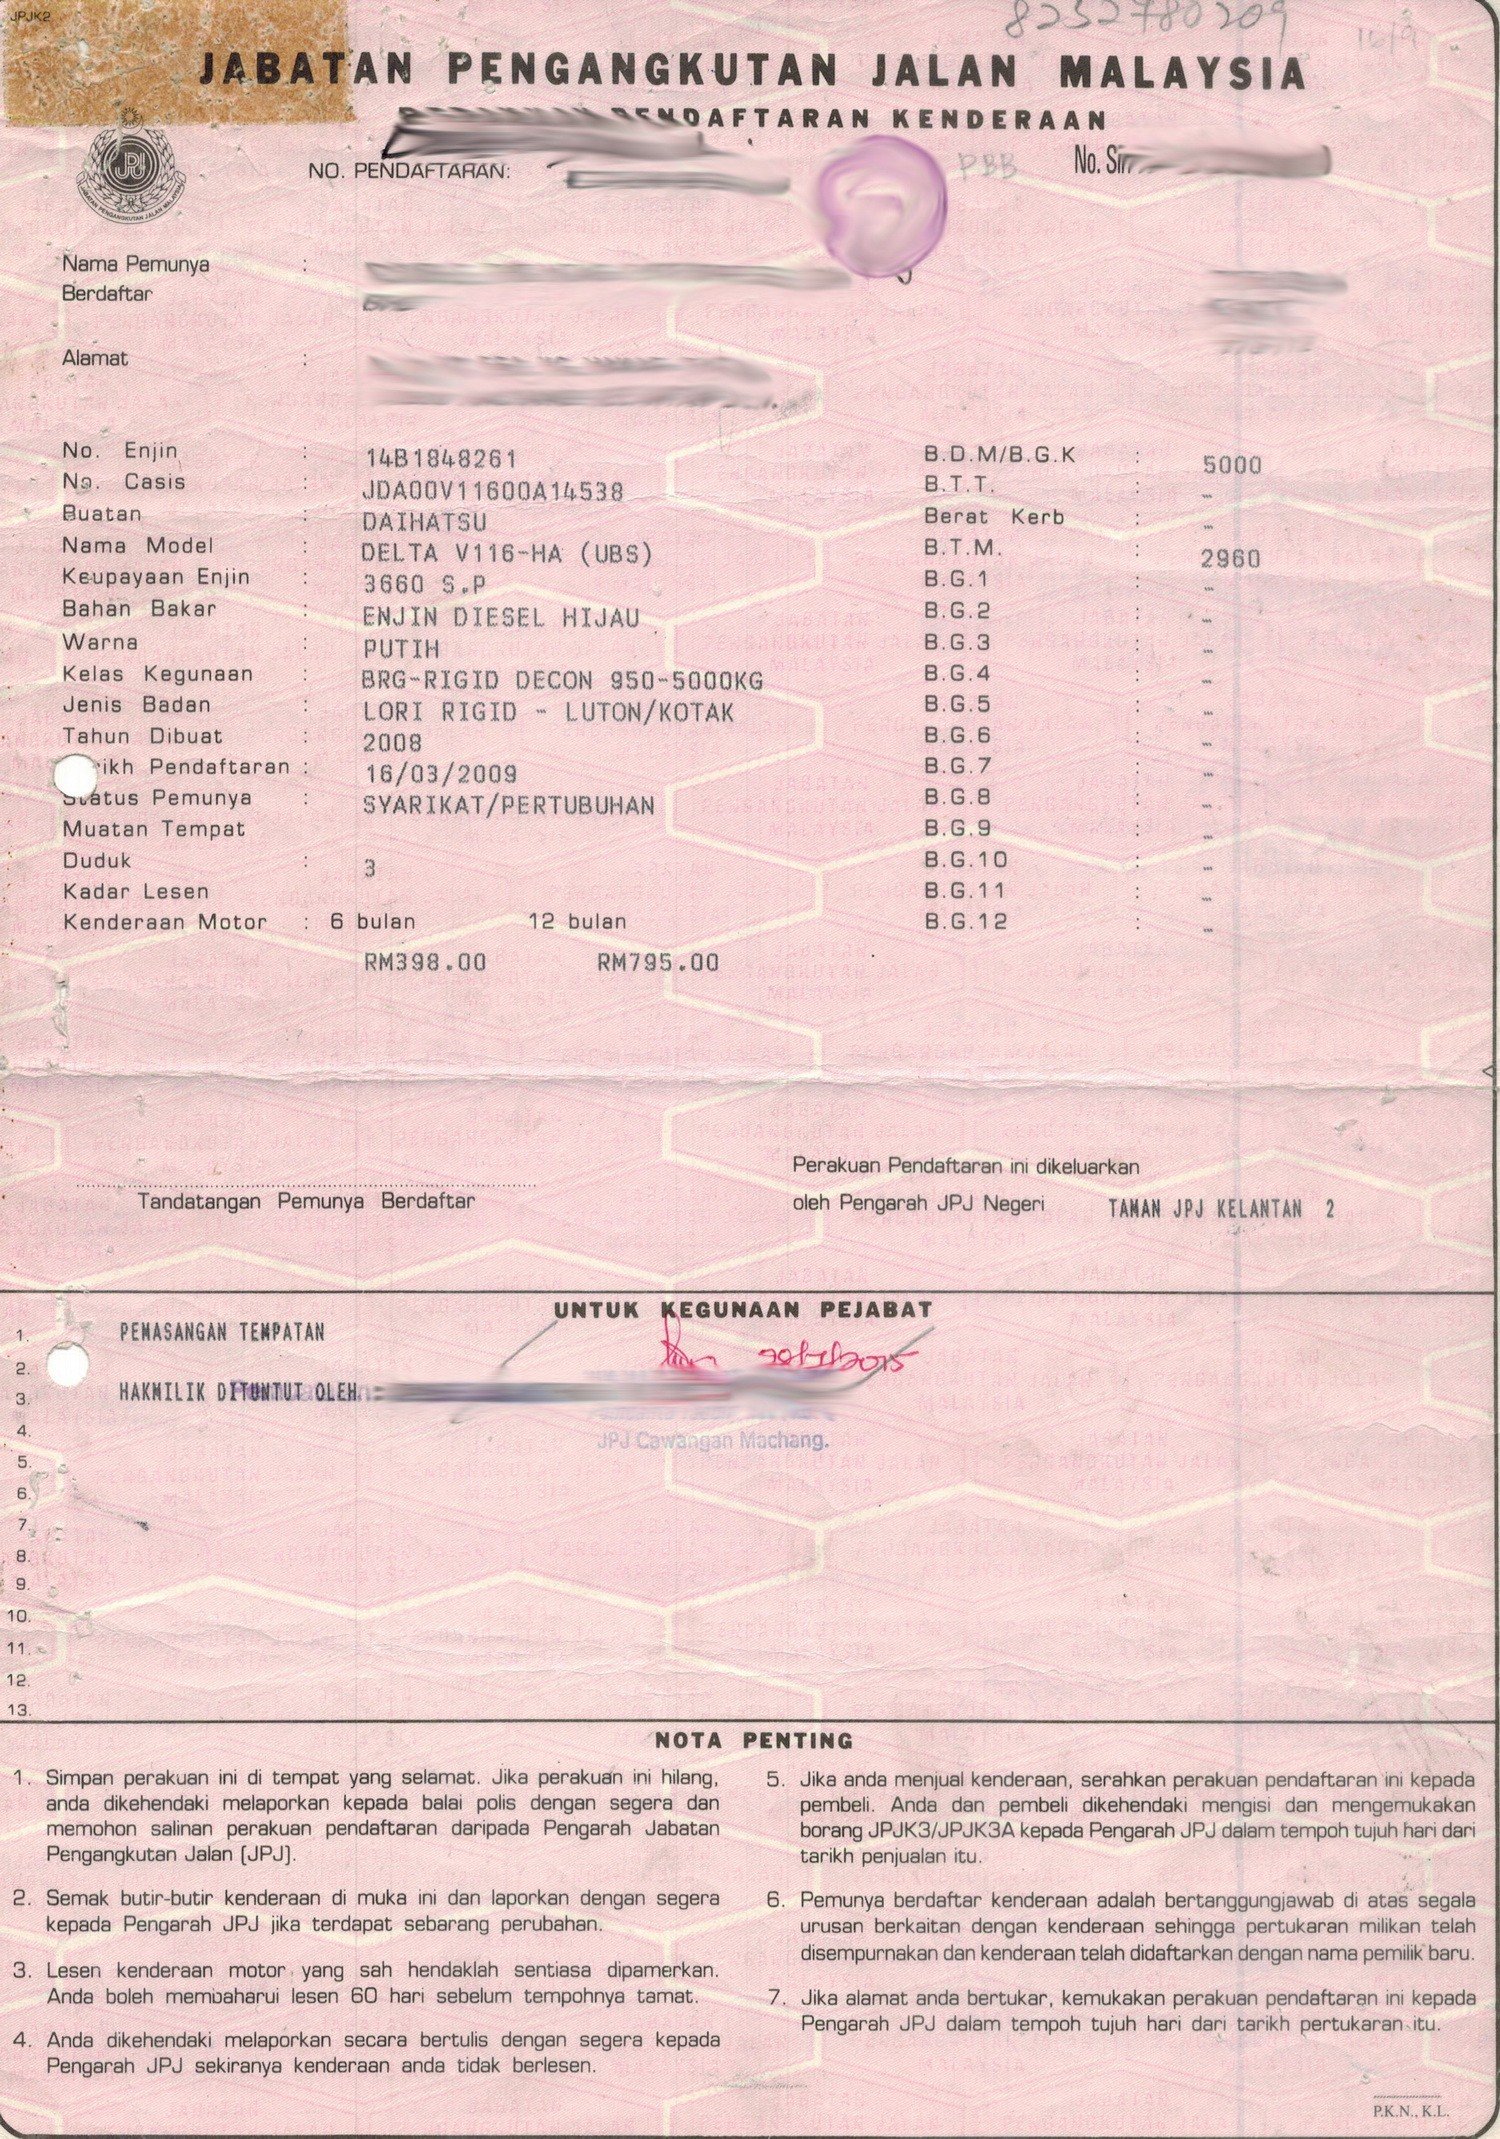 JPJK2
8232780209
16/9
JABATAN PENGANGKUTAN JALAN MALAYSIA
PENDAFTARAN KENDERAAN
JPJ
JABATAN PENGANGKUTAN JALAN MALAYSIA
NO. PENDAFTARAN:
PBB
No. Siri
Nama Pemunya :
Berdaftar
Alamat :
No. Enjin : 14B1848261
No. Casis : JDA00V11600A14538
Buatan : DAIHATSU
Nama Model : DELTA V116-HA (UBS)
Keupayaan Enjin : 3660 S.P
Bahan Bakar : ENJIN DIESEL HIJAU
Warna : PUTIH
Kelas Kegunaan : BRG-RIGID DECON 950-5000KG
Jenis Badan : LORI RIGID - LUTON/KOTAK
Tahun Dibuat : 2008
rikh Pendaftaran : 16/03/2009
Status Pemunya : SYARIKAT/PERTUBUHAN
Muatan Tempat
Duduk : 3
Kadar Lesen
Kenderaan Motor : 6 bulan 12 bulan
RM398.00 RM795.00
B.D.M/B.G.K : 5000
B.T.T. : -
Berat Kerb : -
B.T.M. : 2960
B.G.1 : -
B.G.2 : -
B.G.3 : -
B.G.4 : -
B.G.5 : -
B.G.6 : -
B.G.7 : -
B.G.8 : -
B.G.9 : -
B.G.10 : -
B.G.11 : -
B.G.12 : -
Tandatangan Pemunya Berdaftar
Perakuan Pendaftaran ini dikeluarkan
oleh Pengarah JPJ Negeri TAMAN JPJ KELANTAN 2
UNTUK KEGUNAAN PEJABAT
1. PEMASANGAN TEMPATAN
2.
3. HAKMILIK DITUNTUT OLEH :
4.
JPJ Cawangan Machang.
5.
6.
7.
8.
9.
10.
11.
12.
13.
NOTA PENTING
1. Simpan perakuan ini di tempat yang selamat. Jika perakuan ini hilang,
anda dikehendaki melaporkan kepada balai polis dengan segera dan
memohon salinan perakuan pendaftaran daripada Pengarah Jabatan
Pengangkutan Jalan (JPJ).
2. Semak butir-butir kenderaan di muka ini dan laporkan dengan segera
kepada Pengarah JPJ jika terdapat sebarang perubahan.
3. Lesen kenderaan motor yang sah hendaklah sentiasa dipamerkan.
Anda boleh membaharui lesen 60 hari sebelum tempohnya tamat.
4. Anda dikehendaki melaporkan secara bertulis dengan segera kepada
Pengarah JPJ sekiranya kenderaan anda tidak berlesen.
5. Jika anda menjual kenderaan, serahkan perakuan pendaftaran ini kepada
pembeli. Anda dan pembeli dikehendaki mengisi dan mengemukakan
borang JPJK3/JPJK3A kepada Pengarah JPJ dalam tempoh tujuh hari dari
tarikh penjualan itu.
6. Pemunya berdaftar kenderaan adalah bertanggungjawab di atas segala
urusan berkaitan dengan kenderaan sehingga pertukaran milikan telah
disempurnakan dan kenderaan telah didaftarkan dengan nama pemilik baru.
7. Jika alamat anda bertukar, kemukakan perakuan pendaftaran ini kepada
Pengarah JPJ dalam tempoh tujuh hari dari tarikh pertukaran itu.
P.K.N., K.L.